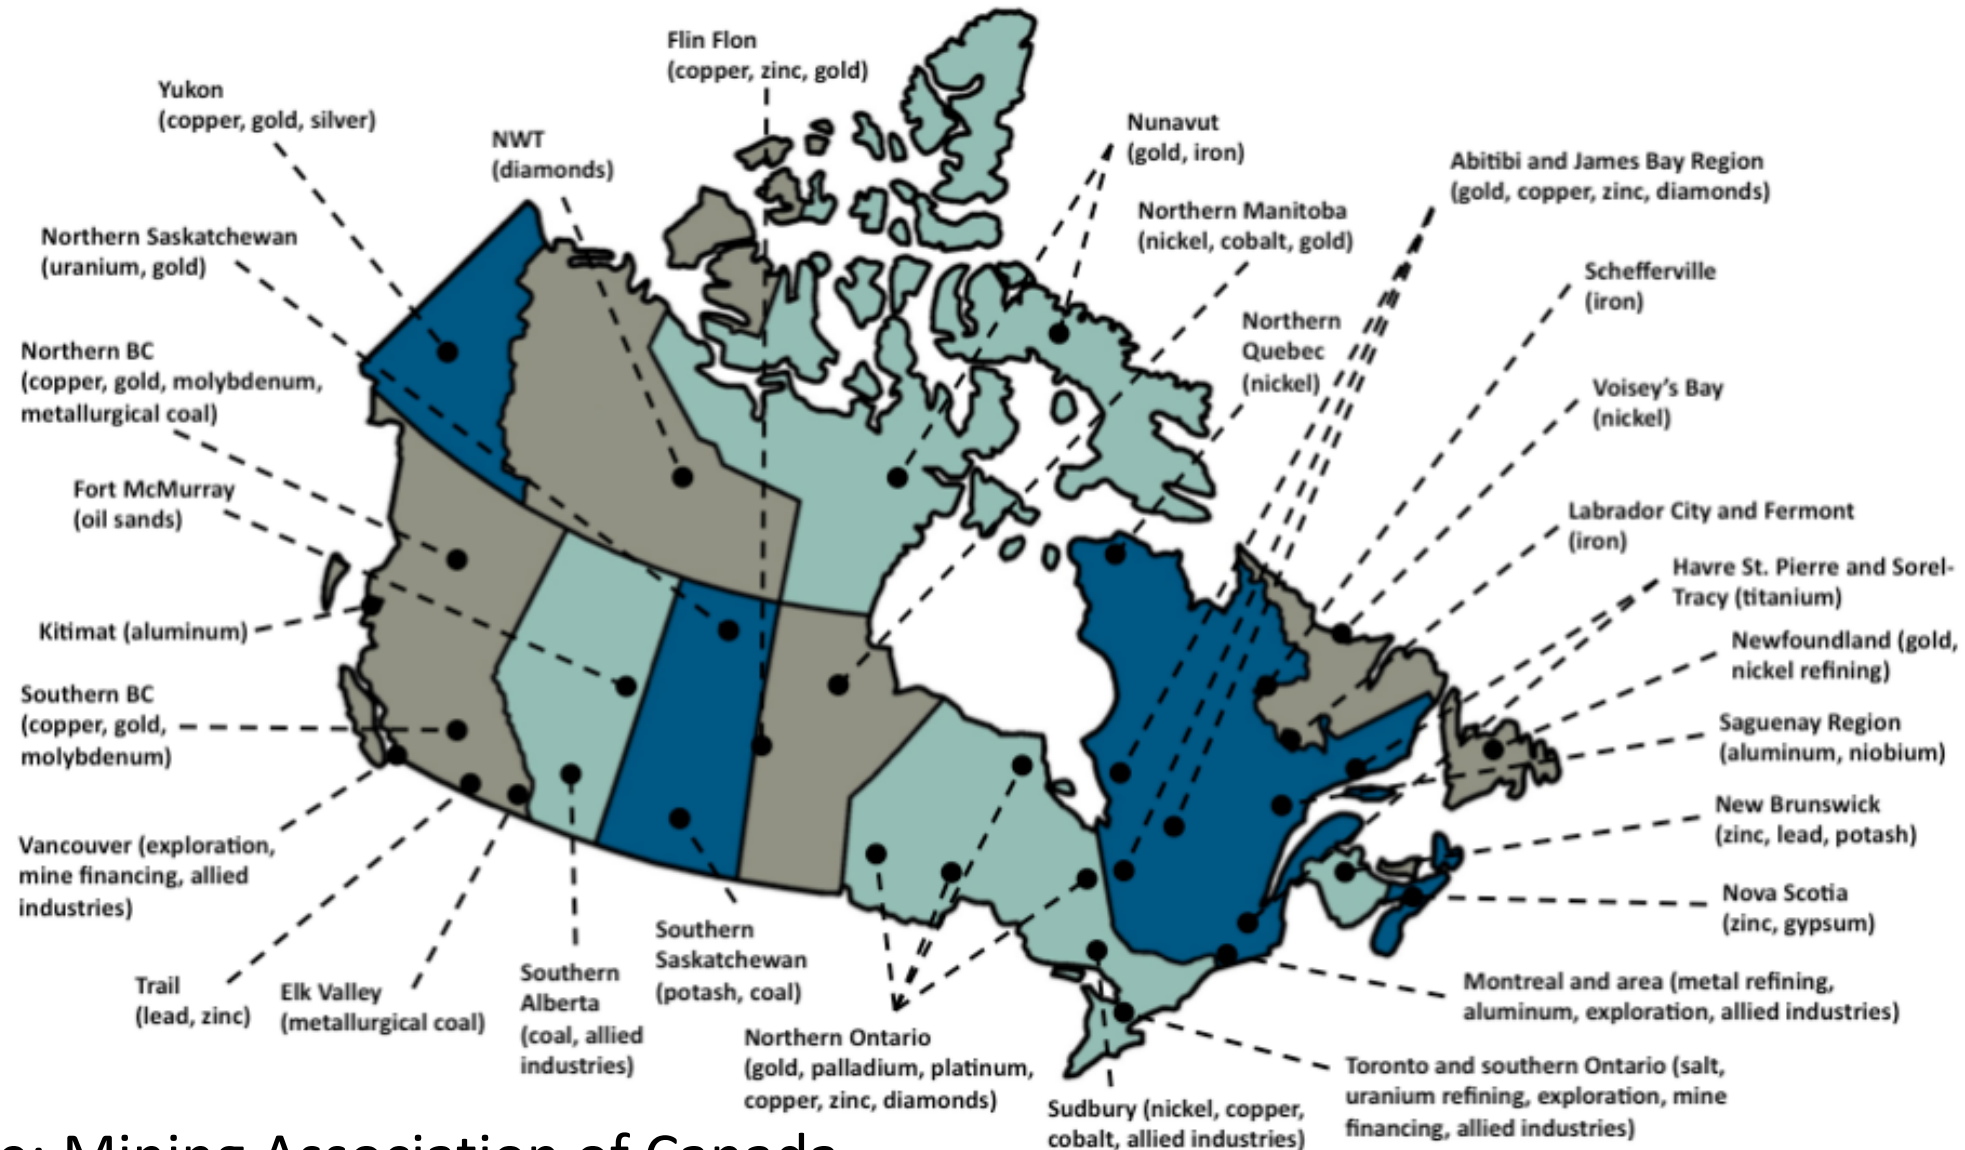 Flin Flon
(copper, zinc, gold)
Yukon
(copper, gold, silver)
NWT
(diamonds)
Nunavut
(gold, iron)
Abitibi and James Bay Region
(gold, copper, zinc, diamonds)
Northern Manitoba
(nickel, cobalt, gold)
Northern Saskatchewan
(uranium, gold)
Schefferville
(iron)
Northern
Quebec
(nickel)
Northern BC
(copper, gold, molybdenum,
metallurgical coal)
Voisey's Bay
(nickel)
Fort McMurray
(oil sands)
Labrador City and Fermont
(iron)
Havre St. Pierre and Sorel-
Tracy (titanium)
Kitimat (aluminum)
Newfoundland (gold,
nickel refining)
Southern BC
(copper, gold,
molybdenum)
Saguenay Region
(aluminum, niobium)
New Brunswick
(zinc, lead, potash)
Vancouver (exploration,
mine financing, allied
industries)
Nova Scotia
(zinc, gypsum)
Southern
Saskatchewan
(potash, coal)
Trail
(lead, zinc)
Elk Valley
(metallurgical coal)
Southern
Alberta
(coal, allied
industries)
Montreal and area (metal refining,
aluminum, exploration, allied industries)
Northern Ontario
(gold, palladium, platinum,
copper, zinc, diamonds)
Toronto and southern Ontario (salt,
uranium refining, exploration, mine
financing, allied industries)
Sudbury (nickel, copper,
cobalt, allied industries)
Mining Association of Canada